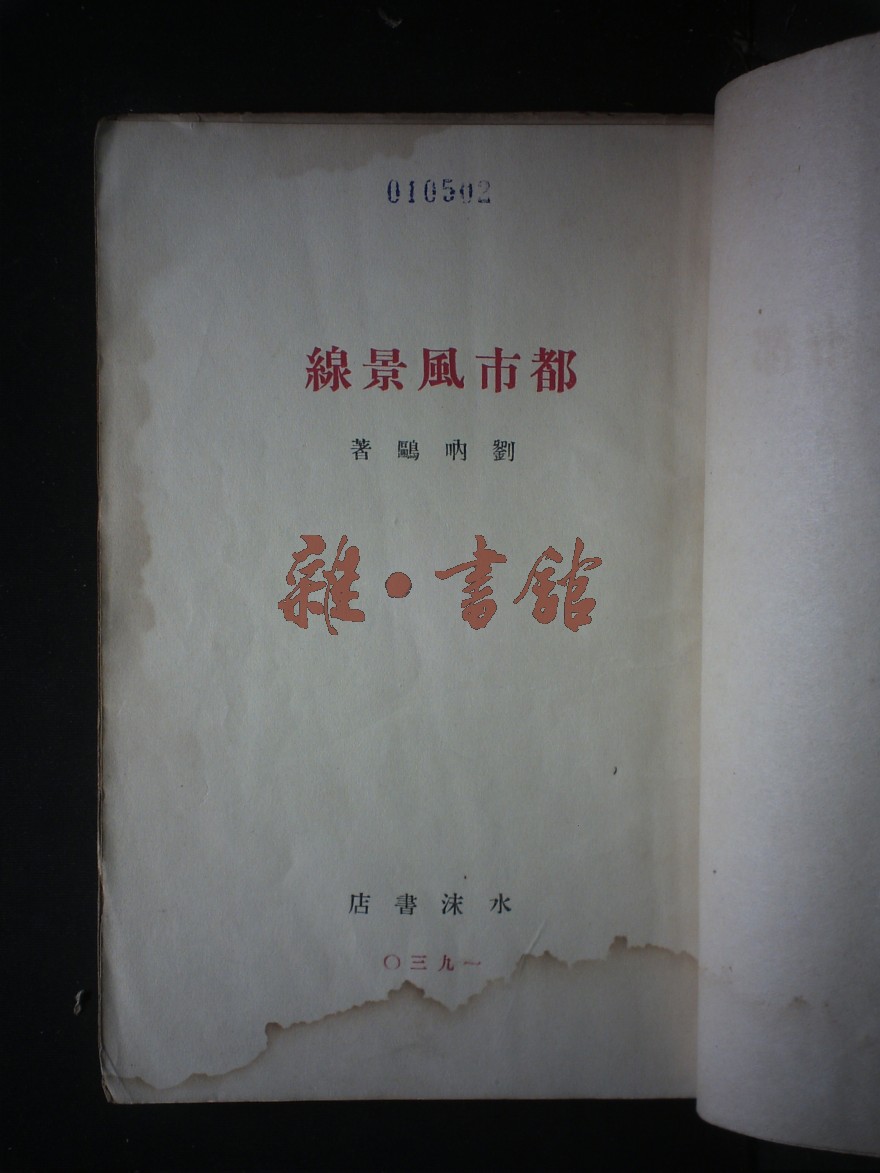 010502
都市風景線
劉吶鷗著
雜·書館
水沫書店
一九三〇